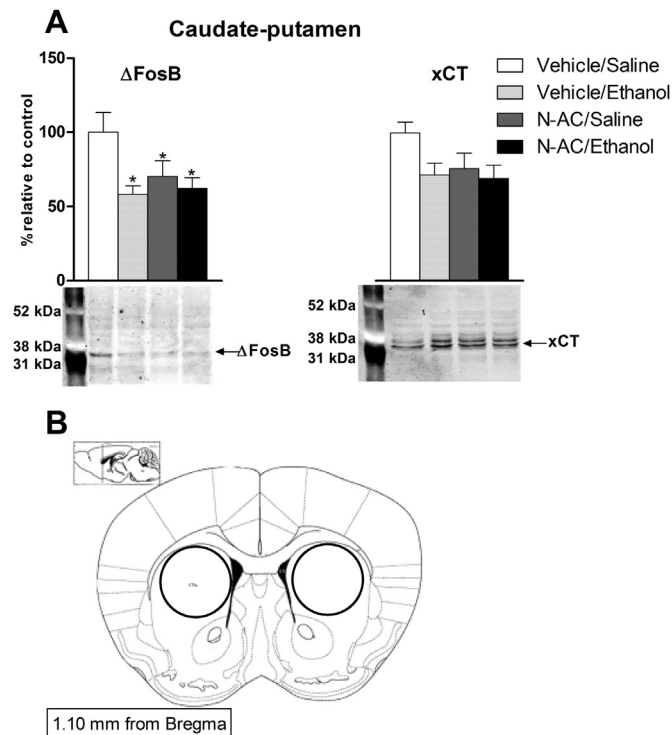 A
Caudate-putamen
ΔFosB
xCT
Vehicle/Saline
Vehicle/Ethanol
N-AC/Saline
N-AC/Ethanol
% relative to control
150
100
50
0
*
*
*
52 kDa
38 kDa
31 kDa
ΔFosB
52 kDa
38 kDa
31 kDa
xCT
B
CPu
1.10 mm from Bregma